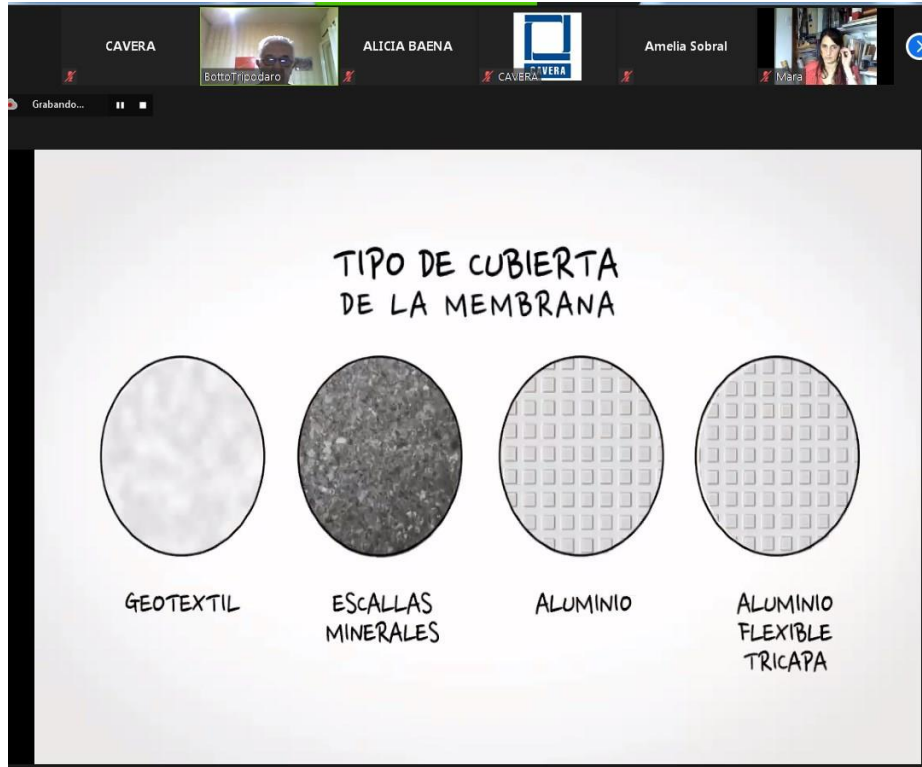 CAVERA
BottoTripodaro
ALICIA BAENA
CAVERA
CAVERA
Amelia Sobral
Mara
Grabando...
TIPO DE CUBIERTA
DE LA MEMBRANA
GEOTEXTIL
ESCALLAS
MINERALES
ALUMINIO
ALUMINIO
FLEXIBLE
TRICAPA